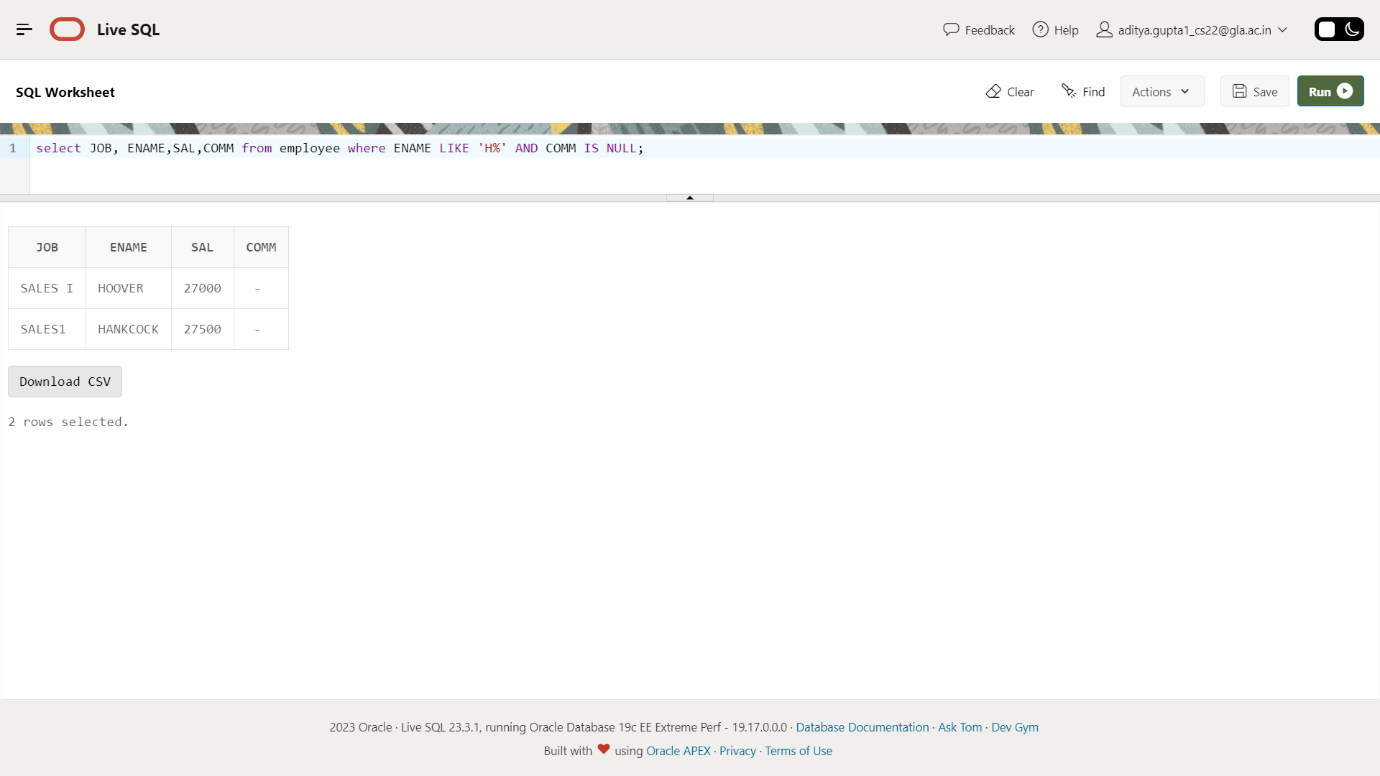 Live SQL
Feedback Help aditya.gupta1_cs22@gla.ac.in
SQL Worksheet
Clear Find Actions Save Run
1 select JOB, ENAME,SAL,COMM from employee where ENAME LIKE 'H%' AND COMM IS NULL;
JOB ENAME SAL COMM
SALES I HOOVER 27000 -
SALES1 HANKCOCK 27500 -
Download CSV
2 rows selected.
2023 Oracle · Live SQL 23.3.1, running Oracle Database 19c EE Extreme Perf - 19.17.0.0.0 · Database Documentation · Ask Tom · Dev Gym
Built with ❤ using Oracle APEX · Privacy · Terms of Use